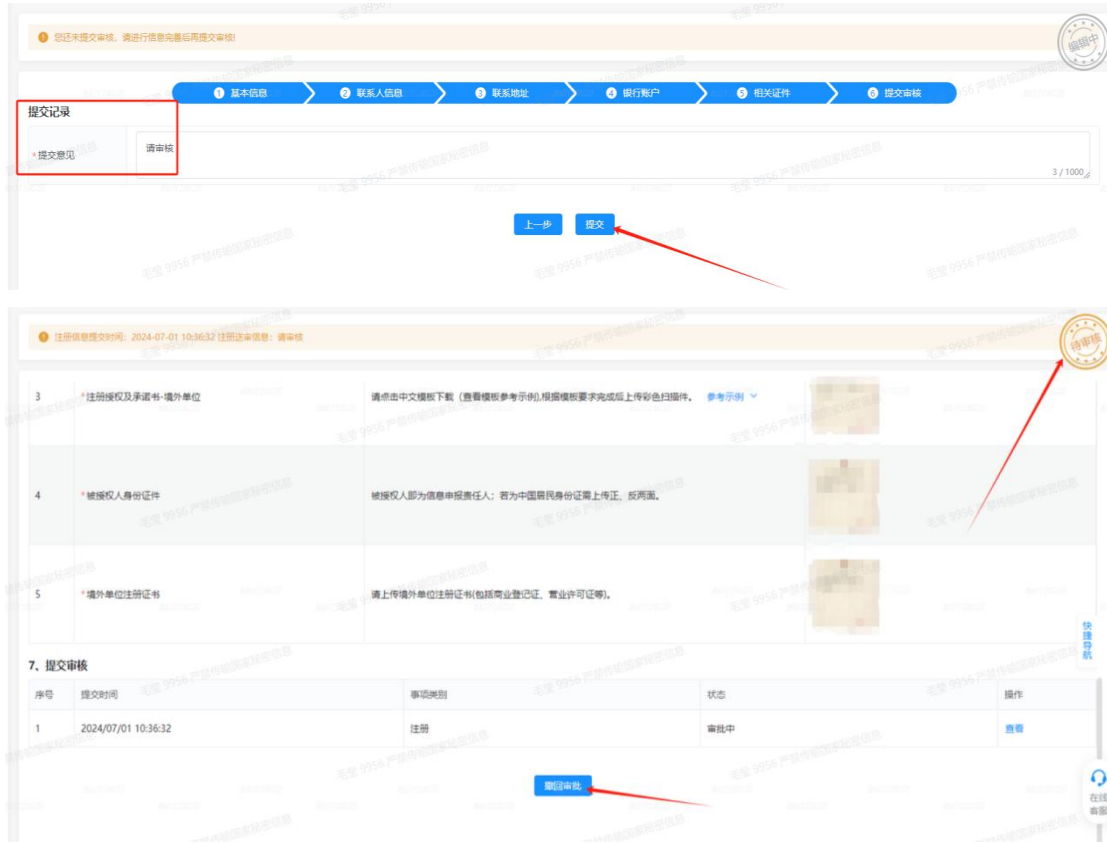 您还未提交审核，请进行信息完善后再提交审核!
编辑中
1 基本信息
2 联系人信息
3 联系地址
4 银行账户
5 相关证件
6 提交审核
提交记录
*提交意见
请审核
3 / 1000
上一步
提交
注册信息提交时间：2024-07-01 10:36:32 注册送审信息：请审核
待审核
3 *注册授权及承诺书-境外单位 请点击中文模板下载（查看模板参考示例),根据模板要求完成后上传彩色扫描件。 参考示例
4 *被授权人身份证件 被授权人即为信息申报责任人；若为中国居民身份证需上传正、反两面。
5 *境外单位注册证书 请上传境外单位注册证书(包括商业登记证、营业许可证等)。
快捷导航
7、提交审核
序号 提交时间 事项类别 状态 操作
1 2024/07/01 10:36:32 注册 审批中 查看
撤回审批
在线
客服